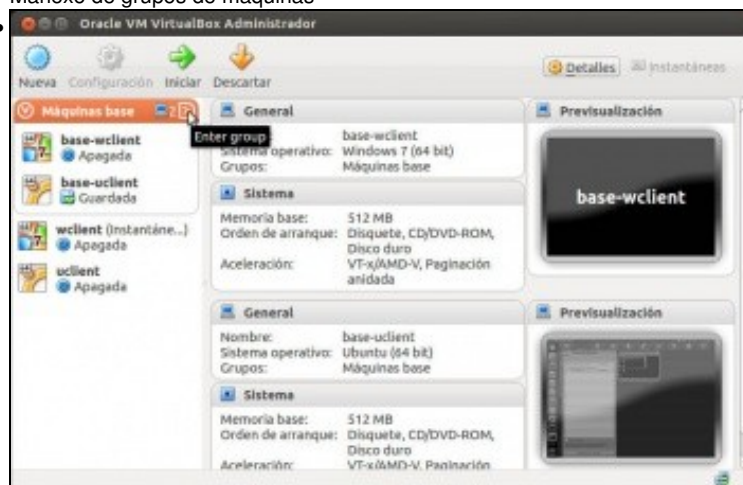 Manexo de grupos de máquinas
Oracle VM VirtualBox Administrador
Nueva Configuración Iniciar Descartar
Detalles Instantáneas
Máquinas base 2
Enter group
base-wclient
Apagada
base-uclient
Guardada
wclient (Instantáne...)
Apagada
uclient
Apagada
General
base-wclient
Sistema operativo: Windows 7 (64 bit)
Grupos: Máquinas base
Sistema
Memoria base: 512 MB
Orden de arranque: Disquete, CD/DVD-ROM,
Disco duro
Aceleración: VT-x/AMD-V, Paginación
anidada
Previsualización
base-wclient
General
Nombre: base-uclient
Sistema operativo: Ubuntu (64 bit)
Grupos: Máquinas base
Sistema
Memoria base: 512 MB
Orden de arranque: Disquete, CD/DVD-ROM,
Disco duro
Aceleración: VT-x/AMD-V, Paginación
Previsualización